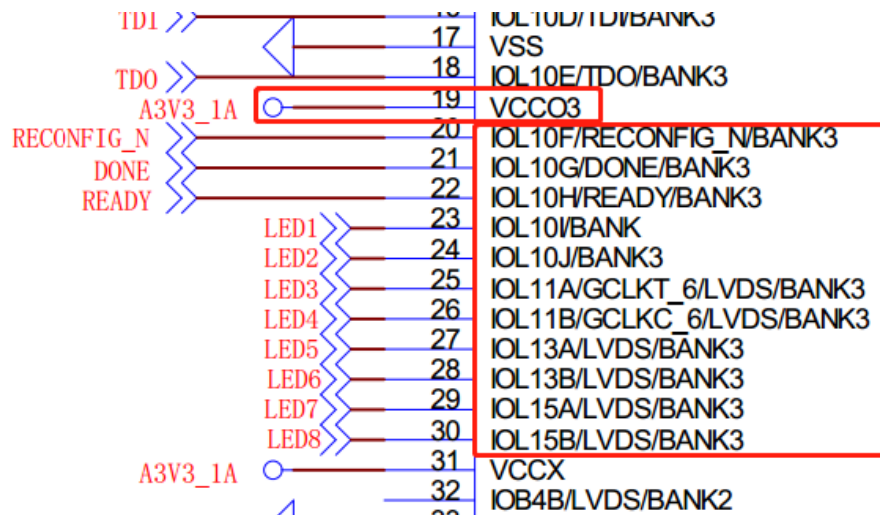 TDI 16 IOL10D/TDI/BANK3
17 VSS
TDO 18 IOL10E/TDO/BANK3
A3V3_1A 19 VCCO3
RECONFIG_N 20 IOL10F/RECONFIG_N/BANK3
DONE 21 IOL10G/DONE/BANK3
READY 22 IOL10H/READY/BANK3
LED1 23 IOL10I/BANK
LED2 24 IOL10J/BANK3
LED3 25 IOL11A/GCLKT_6/LVDS/BANK3
LED4 26 IOL11B/GCLKC_6/LVDS/BANK3
LED5 27 IOL13A/LVDS/BANK3
LED6 28 IOL13B/LVDS/BANK3
LED7 29 IOL15A/LVDS/BANK3
LED8 30 IOL15B/LVDS/BANK3
A3V3_1A 31 VCCX
32 IOB4B/LVDS/BANK2